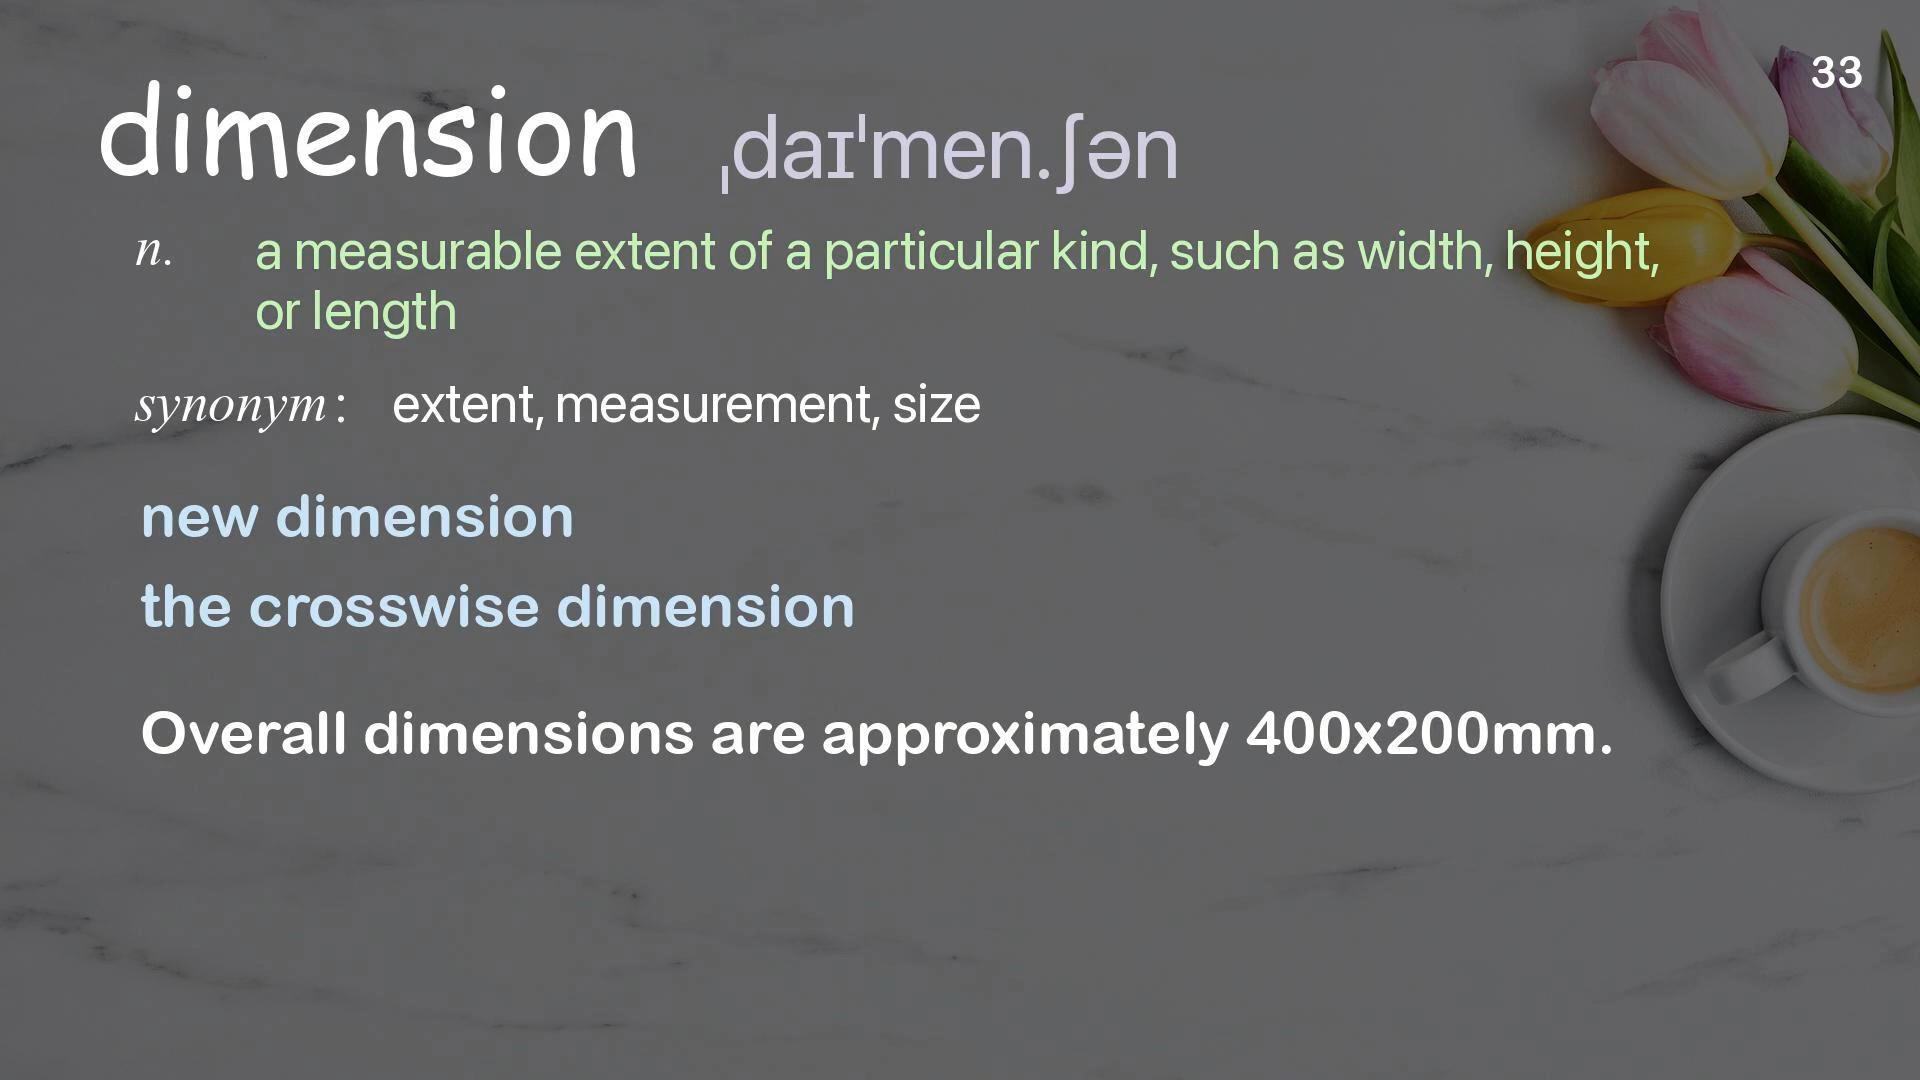 33
dimension ˌdaɪˈmen.ʃən
n. a measurable extent of a particular kind, such as width, height,
or length
synonym: extent, measurement, size
new dimension
the crosswise dimension
Overall dimensions are approximately 400x200mm.